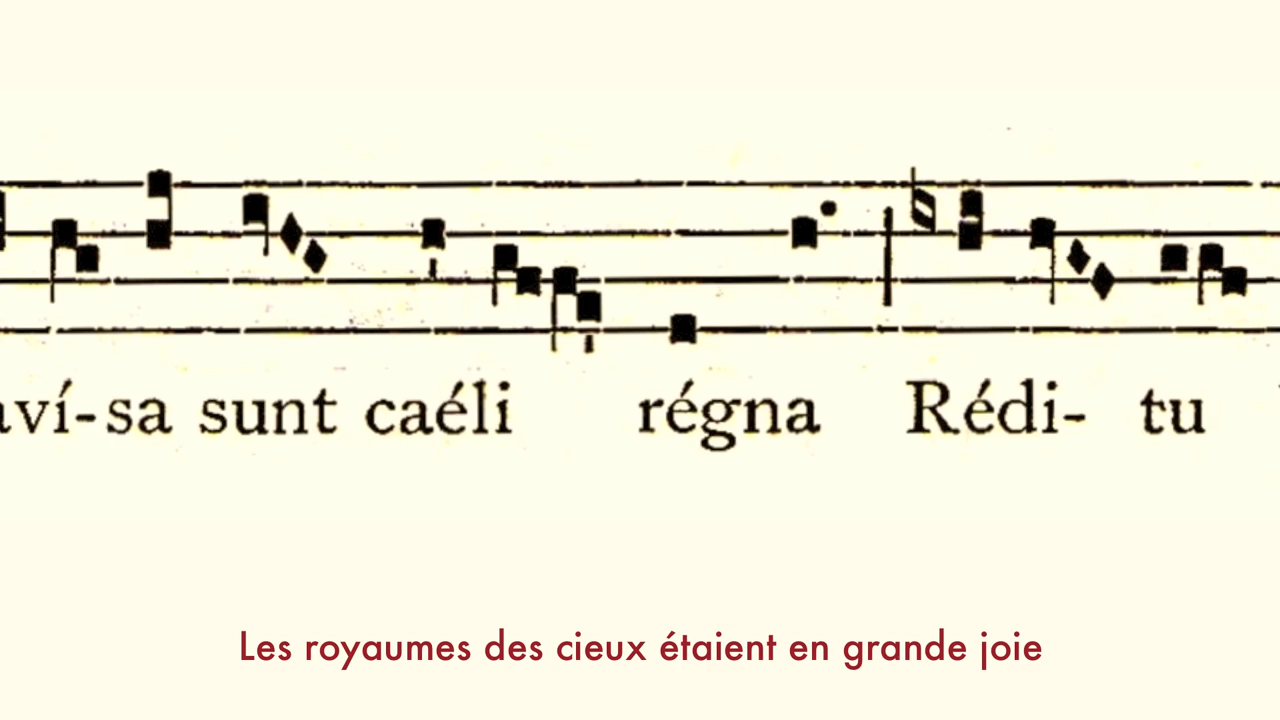 aví-sa sunt caéli régna Rédi- tu
Les royaumes des cieux étaient en grande joie